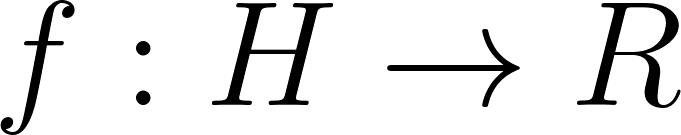 f : H → R